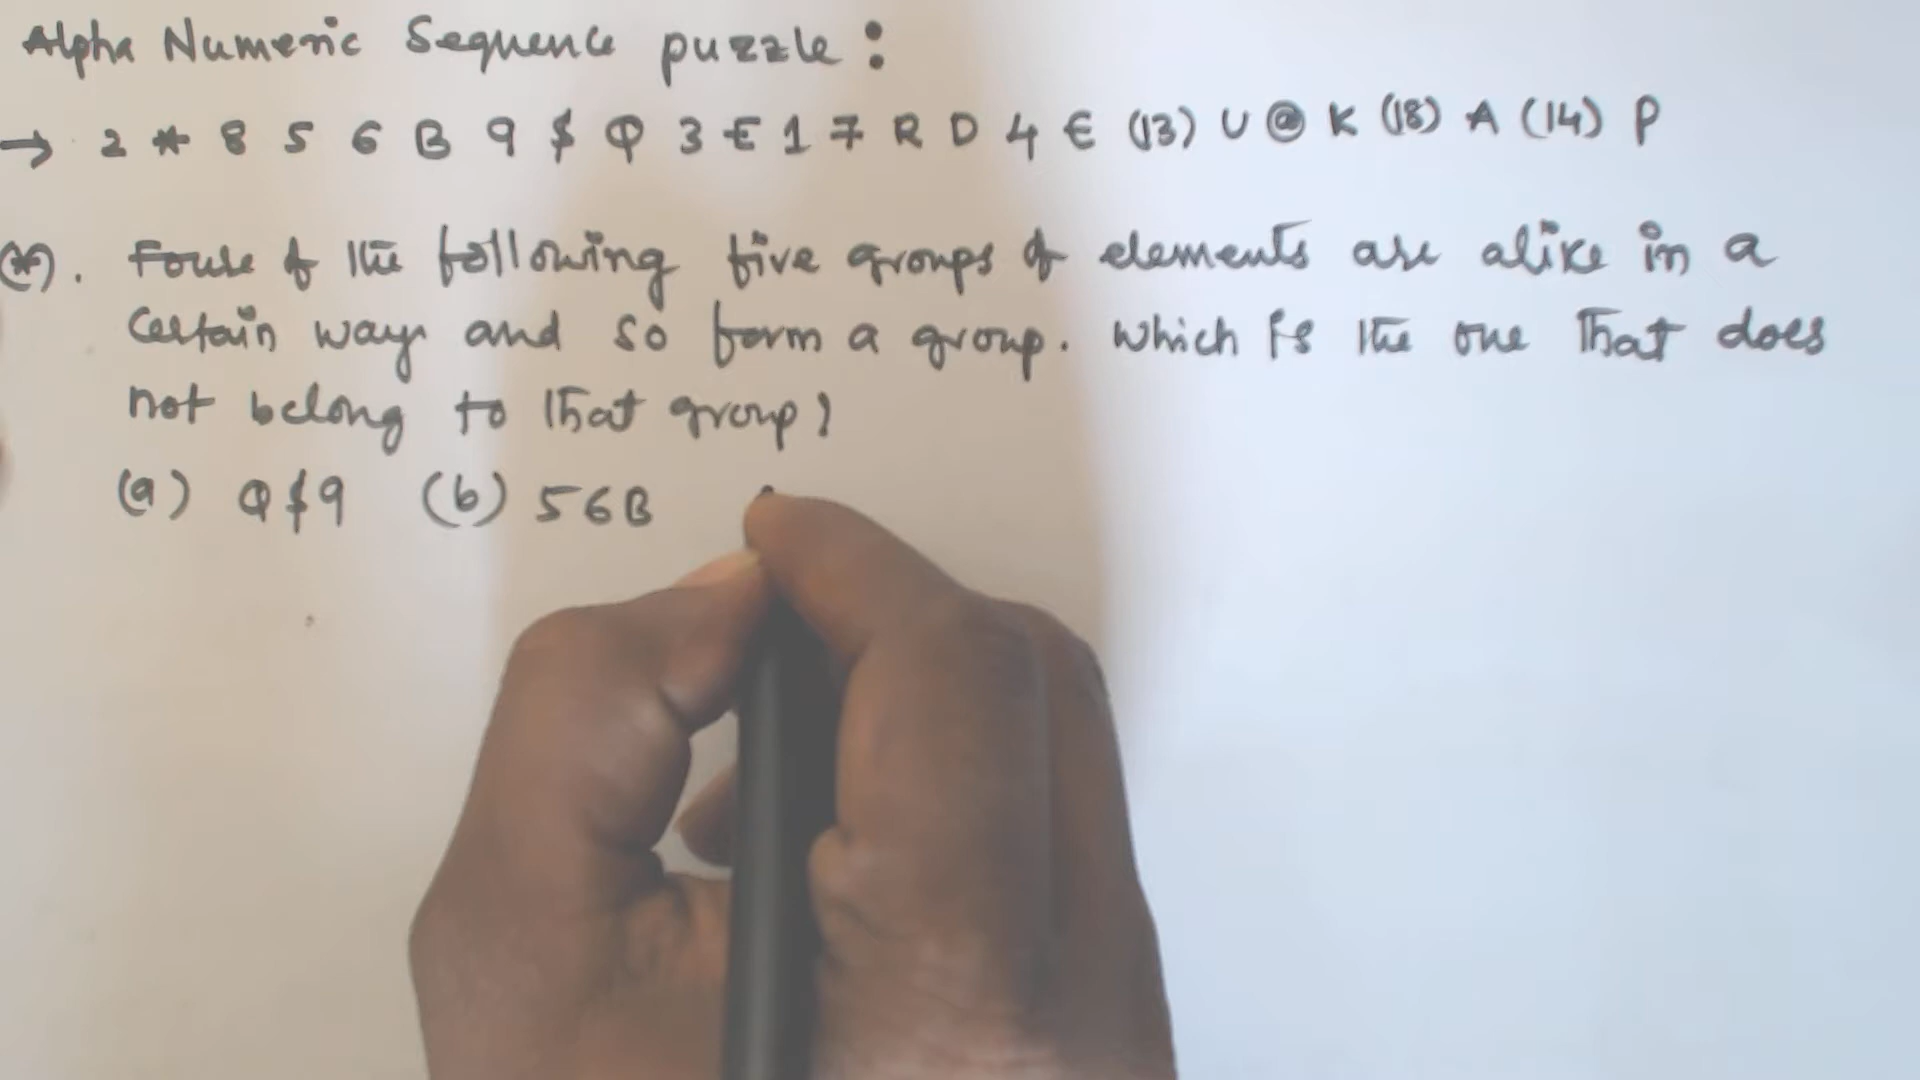 Alpha Numeric Sequence puzzle :
→ 2 * 8 5 6 B 9 $ Q 3 E 1 7 R D 4 € (13) U @ K (18) A (14) P
(*). Four of the following five groups of elements are alike in a
certain way and so form a group. Which is the one that does
not belong to that group?
(a) Q$9 (b) 56B